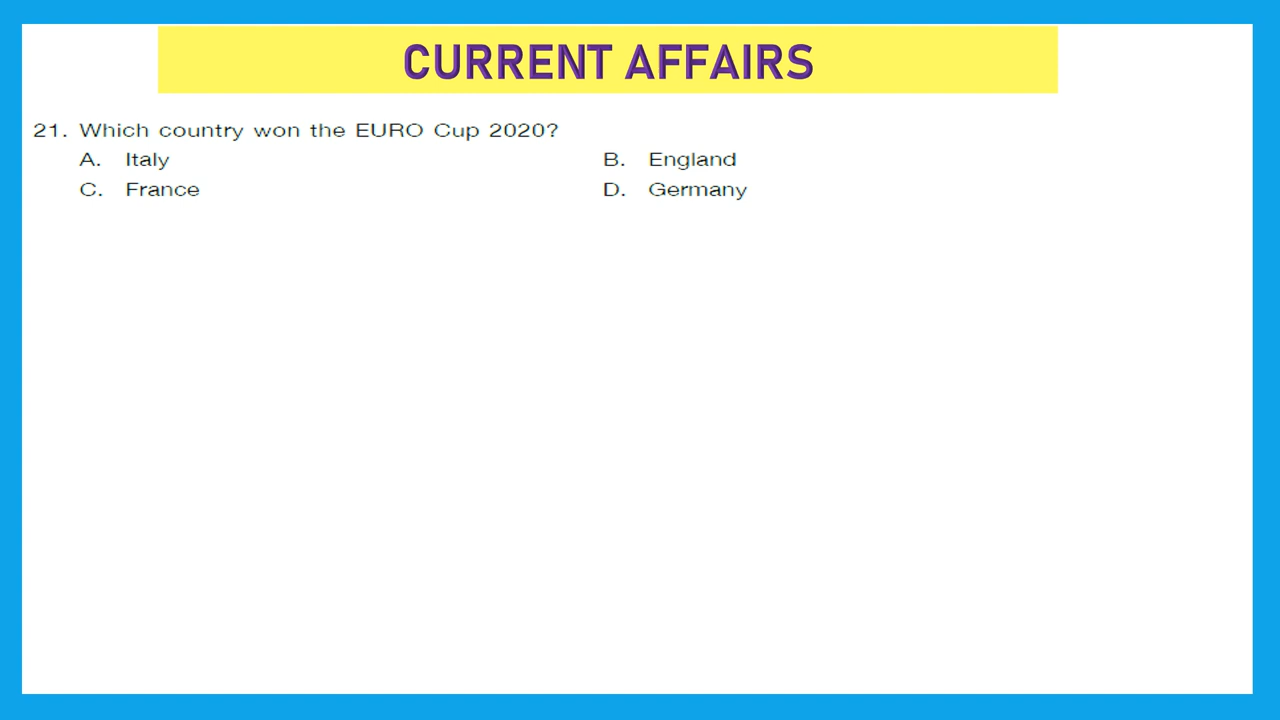 CURRENT AFFAIRS
21. Which country won the EURO Cup 2020?
A. Italy B. England
C. France D. Germany